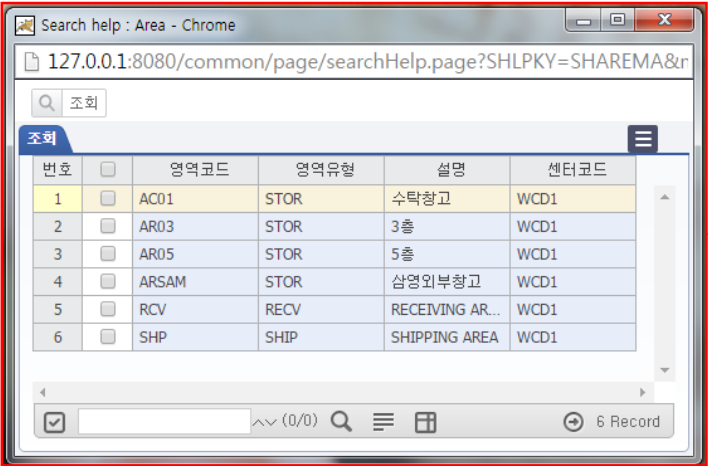 Search help : Area - Chrome
127.0.0.1:8080/common/page/searchHelp.page?SHLPKY=SHAREMA&
조회
조회
번호 영역코드 영역유형 설명 센터코드
1 AC01 STOR 수탁창고 WCD1
2 AR03 STOR 3층 WCD1
3 AR05 STOR 5층 WCD1
4 ARSAM STOR 삼영외부창고 WCD1
5 RCV RECV RECEIVING AR... WCD1
6 SHP SHIP SHIPPING AREA WCD1
(0/0) 6 Record